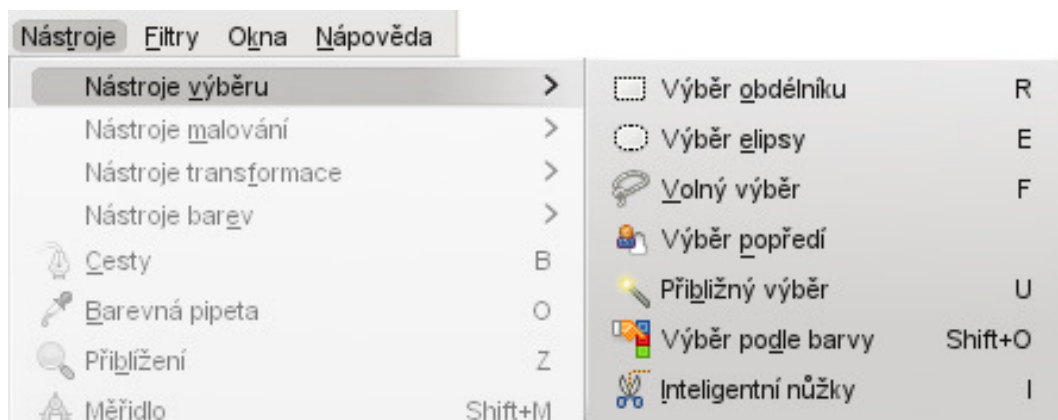 Nástroje Filtry Okna Nápověda
Nástroje výběru >
Nástroje malování >
Nástroje transformace >
Nástroje barev >
Cesty B
Barevná pipeta O
Přiblížení Z
Měřidlo Shift+M
Výběr obdélníku R
Výběr elipsy E
Volný výběr F
Výběr popředí
Přibližný výběr U
Výběr podle barvy Shift+O
Inteligentní nůžky I